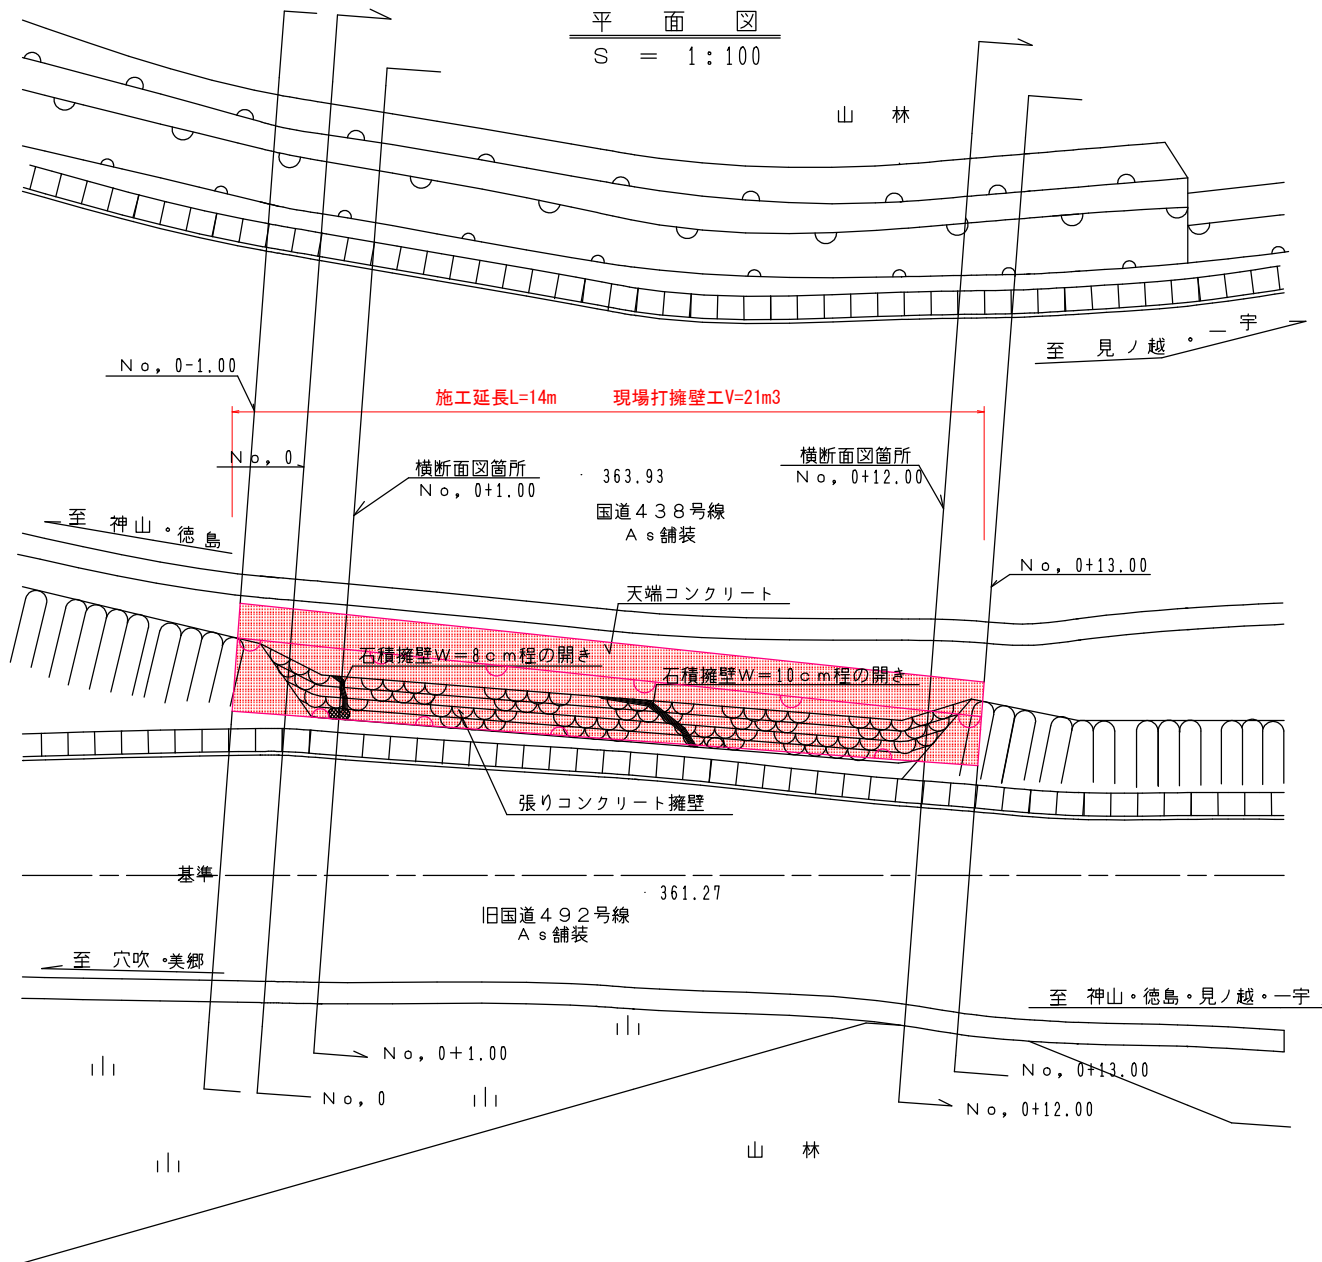 平 面 図
S = 1:100
山 林
至 見ノ越・一宇
No, 0-1.00
施工延長L=14m 現場打擁壁工V=21m3
No, 0
横断面図箇所
No, 0+1.00
363.93
横断面図箇所
No, 0+12.00
国道438号線
As舗装
至 神山・徳島
No, 0+13.00
天端コンクリート
石積擁壁W=8cm程の開き
石積擁壁W=10cm程の開き
張りコンクリート擁壁
基準
361.27
旧国道492号線
As舗装
至 穴吹・美郷
至 神山・徳島・見ノ越・一宇
No, 0+1.00
No, 0+13.00
No, 0
No, 0+12.00
山 林